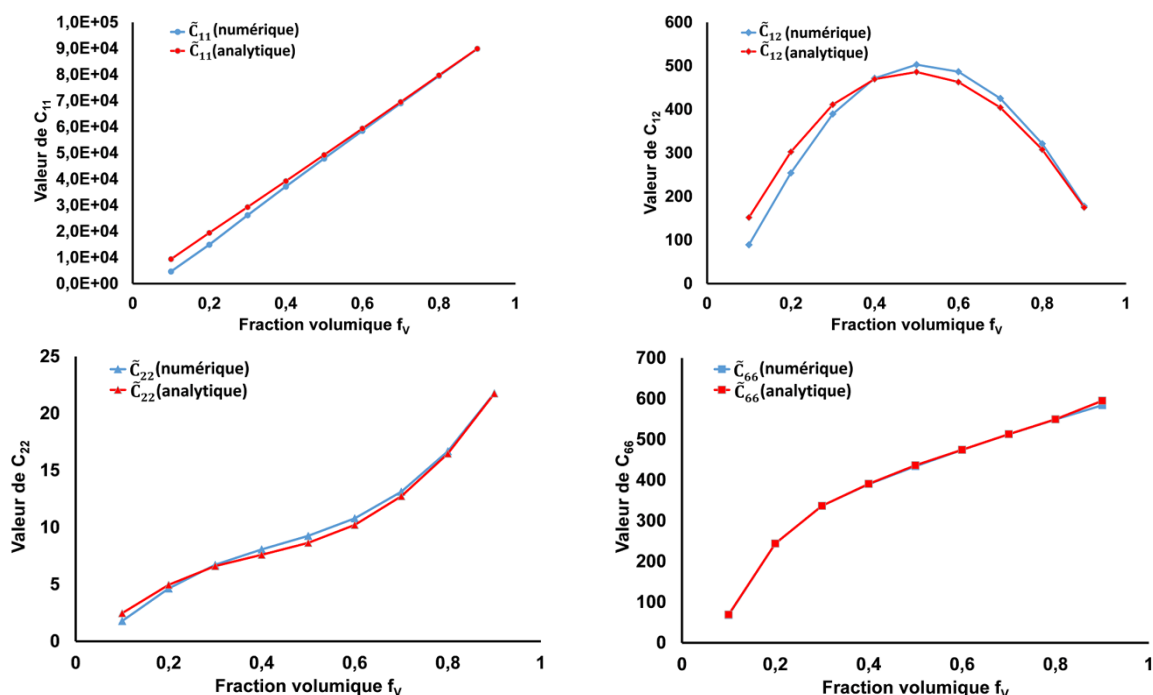 1,0E+05
9,0E+04
8,0E+04
7,0E+04
6,0E+04
5,0E+04
4,0E+04
3,0E+04
2,0E+04
1,0E+04
0,0E+00
Valeur de C₁₁
C̃₁₁ (numérique)
C̃₁₁ (analytique)
0 0,2 0,4 0,6 0,8 1
Fraction volumique fᵥ
600
500
400
300
200
100
0
Valeur de C₁₂
C̃₁₂ (numérique)
C̃₁₂ (analytique)
0 0,2 0,4 0,6 0,8 1
Fraction volumique fᵥ
25
20
15
10
5
0
Valeur de C₂₂
C̃₂₂ (numérique)
C̃₂₂ (analytique)
0 0,2 0,4 0,6 0,8 1
Fraction volumique fᵥ
700
600
500
400
300
200
100
0
Valeur de C₆₆
C̃₆₆ (numérique)
C̃₆₆ (analytique)
0 0,2 0,4 0,6 0,8 1
Fraction volumique fᵥ